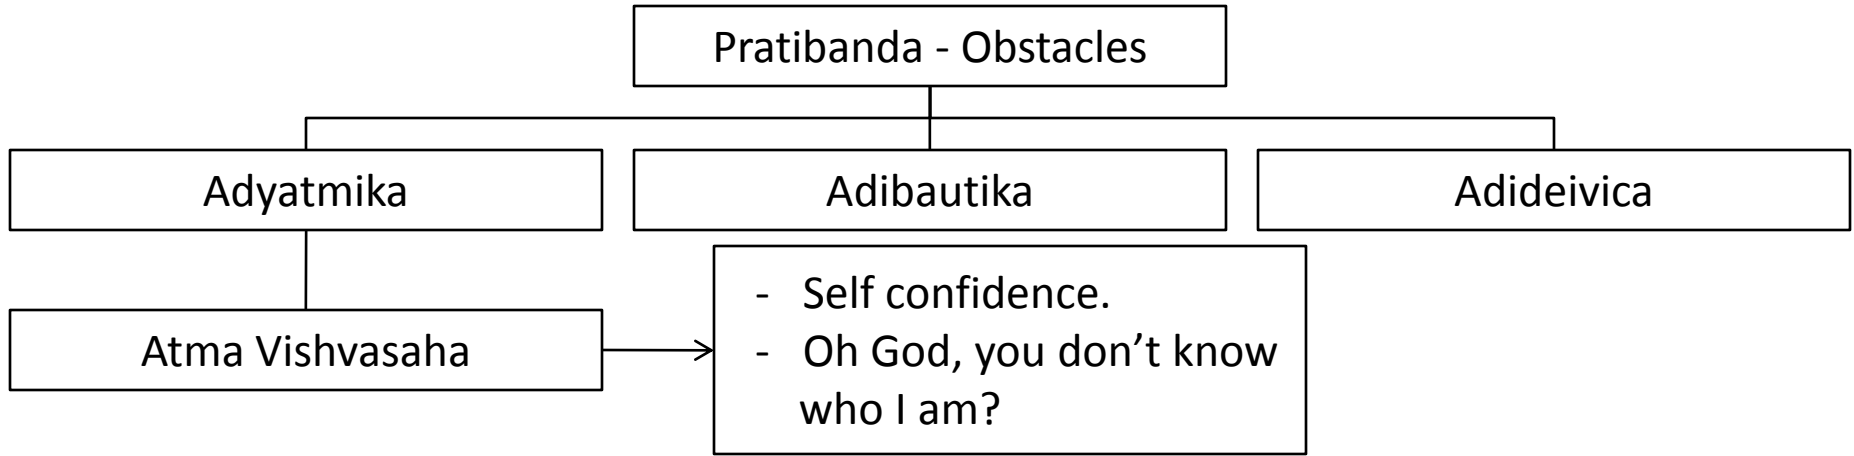 Pratibanda - Obstacles
Adyatmika
Adibautika
Adideivica
Atma Vishvasaha
- Self confidence.
- Oh God, you don’t know
who I am?